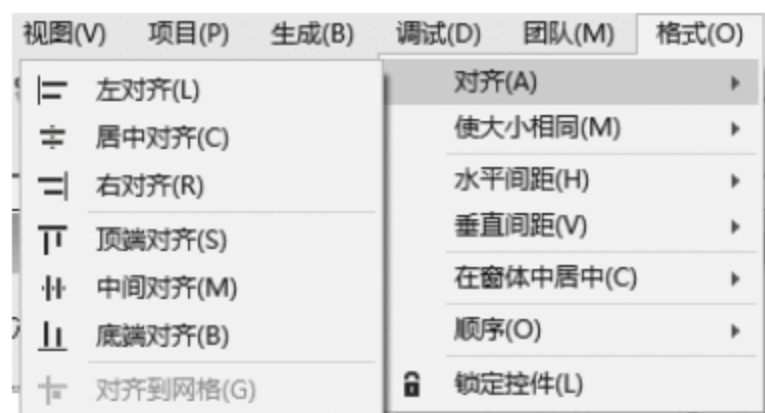 视图(V) 项目(P) 生成(B) 调试(D) 团队(M) 格式(O)
左对齐(L)
居中对齐(C)
右对齐(R)
顶端对齐(S)
中间对齐(M)
底端对齐(B)
对齐到网格(G)
对齐(A)
使大小相同(M)
水平间距(H)
垂直间距(V)
在窗体中居中(C)
顺序(O)
锁定控件(L)